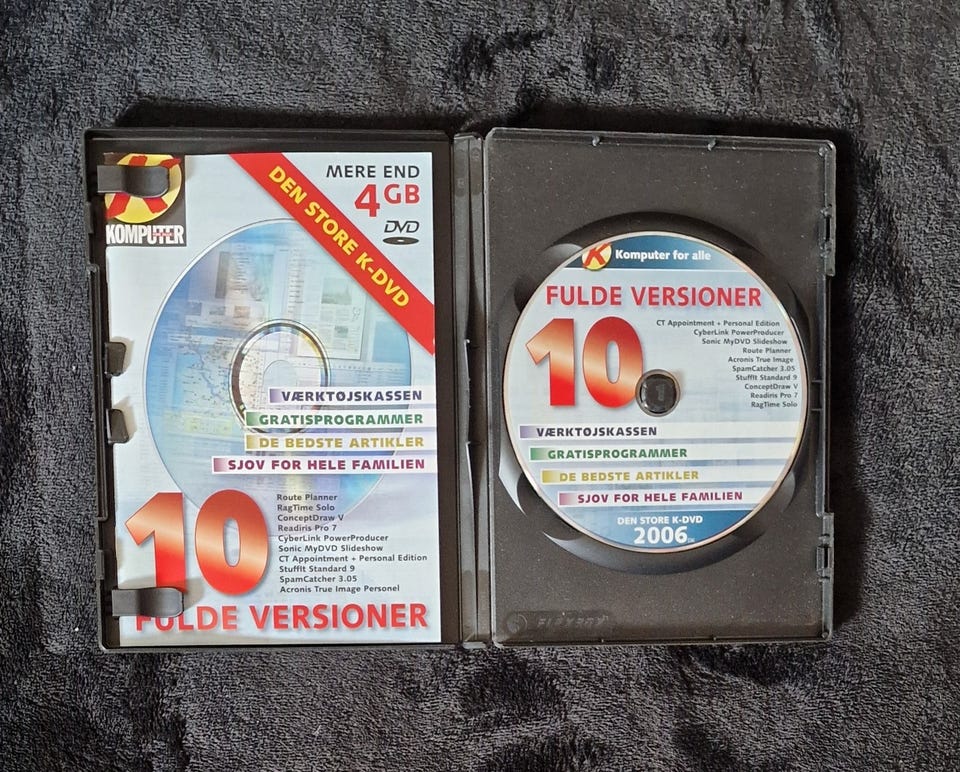 KOMPUTER
MERE END
4GB
DVD
DEN STORE K-DVD
VÆRKTØJSKASSEN
GRATISPROGRAMMER
DE BEDSTE ARTIKLER
SJOV FOR HELE FAMILIEN
10
Route Planner
RagTime Solo
ConceptDraw V
Readiris Pro 7
CyberLink PowerProducer
Sonic MyDVD Slideshow
CT Appointment + Personal Edition
StuffIt Standard 9
SpamCatcher 3.05
Acronis True Image Personel
FULDE VERSIONER
K Komputer for alle
FULDE VERSIONER
10
CT Appointment + Personal Edition
CyberLink PowerProducer
Sonic MyDVD Slideshow
Route Planner
Acronis True Image
SpamCatcher 3.05
StuffIt Standard 9
ConceptDraw V
Readiris Pro 7
RagTime Solo
VÆRKTØJSKASSEN
GRATISPROGRAMMER
DE BEDSTE ARTIKLER
SJOV FOR HELE FAMILIEN
DEN STORE K-DVD
2006
FLEXBOX